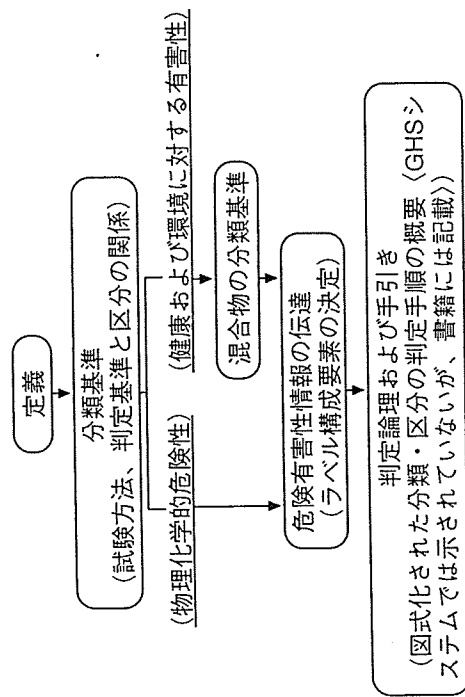 定義
分類基準
(試験方法、判定基準と区分の関係)
(物理化学的危険性)
(健康および環境に対する有害性)
混合物の分類基準
危険有害性情報の伝達
(ラベル構成要素の決定)
判定論理および手引き
(図式化された分類・区分の判定手順の概要〈GHSシ
ステムでは示されていないが、書籍には記載〉)